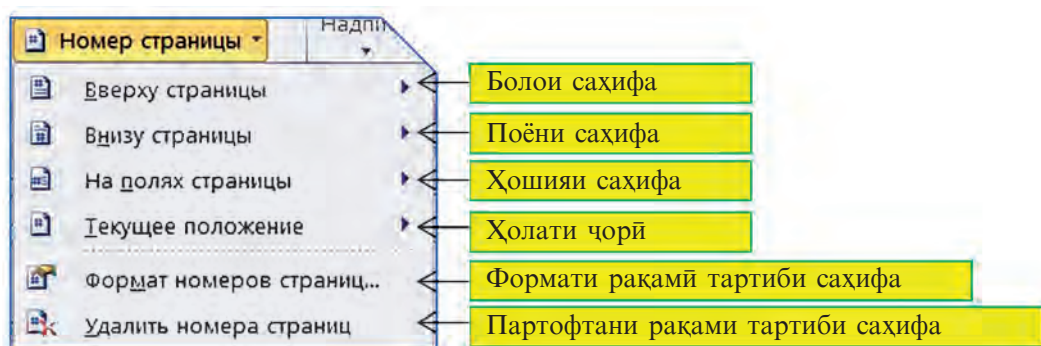 Номер страницы
Вверху страницы
Болои саҳифа
Внизу страницы
Поёни саҳифа
На полях страницы
Ҳошияи саҳифа
Текущее положение
Ҳолати ҷорӣ
Формат номеров страниц...
Формати рақамӣ тартиби саҳифа
Удалить номера страниц
Партофтани рақами тартиби саҳифа